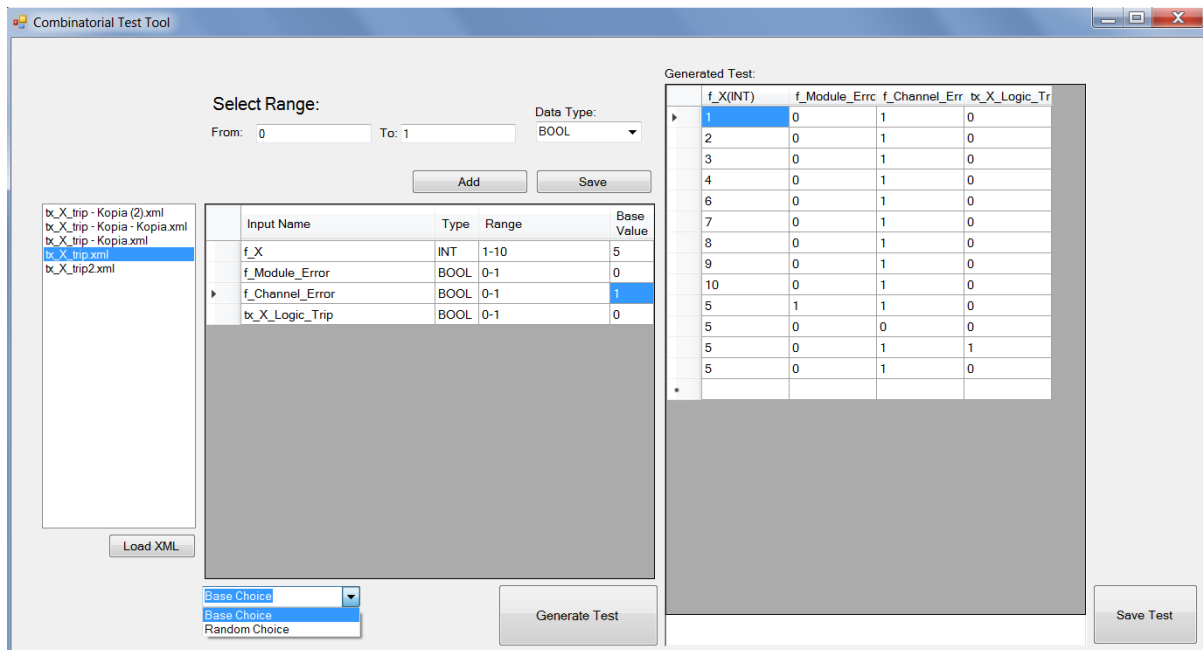 Combinatorial Test Tool
Select Range:
From: 0 To: 1
Data Type:
BOOL
Add Save
tx_X_trip - Kopia (2).xml
tx_X_trip - Kopia - Kopia.xml
tx_X_trip - Kopia.xml
tx_X_trip.xml
tx_X_trip2.xml
Load XML
Input Name Type Range Base Value
f_X INT 1-10 5
f_Module_Error BOOL 0-1 0
f_Channel_Error BOOL 0-1 1
tx_X_Logic_Trip BOOL 0-1 0
Base Choice
Base Choice
Random Choice
Generate Test
Generated Test:
f_X(INT) f_Module_Errc f_Channel_Err tx_X_Logic_Tr
1 0 1 0
2 0 1 0
3 0 1 0
4 0 1 0
6 0 1 0
7 0 1 0
8 0 1 0
9 0 1 0
10 0 1 0
5 1 1 0
5 0 0 0
5 0 1 1
5 0 1 0
*
Save Test